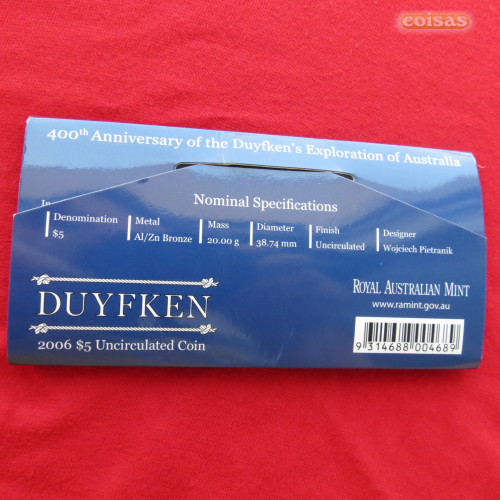 coisas
400th Anniversary of the Duyfken's Exploration of Australia
Nominal Specifications
Denomination
$5
Metal
Al/Zn Bronze
Mass
20.00 g
Diameter
38.74 mm
Finish
Uncirculated
Designer
Wojciech Pietranik
DUYFKEN
2006 $5 Uncirculated Coin
ROYAL AUSTRALIAN MINT
www.ramint.gov.au
9 314688 004689